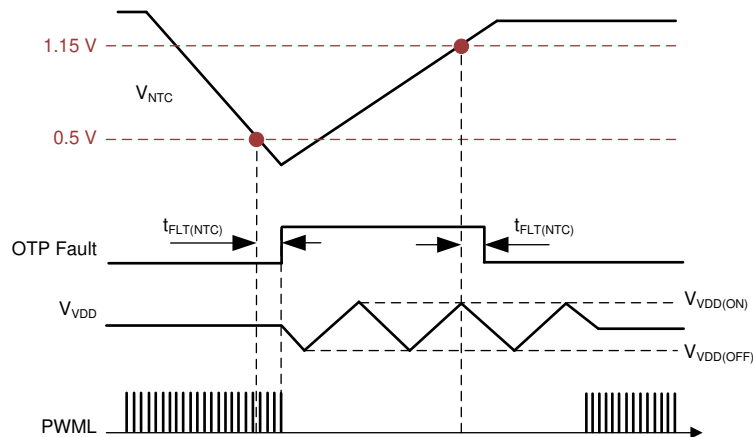 1.15 V
V_NTC
0.5 V
t_FLT(NTC)
t_FLT(NTC)
OTP Fault
V_VDD
V_VDD(ON)
V_VDD(OFF)
PWML